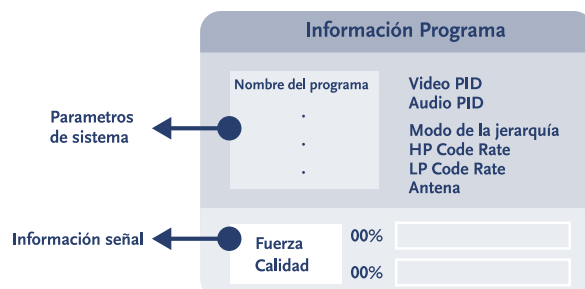 Información Programa
Nombre del programa
.
.
.
Video PID
Audio PID
Modo de la jerarquía
HP Code Rate
LP Code Rate
Antena
Parametros
de sistema
Información señal
Fuerza
Calidad
00%
00%